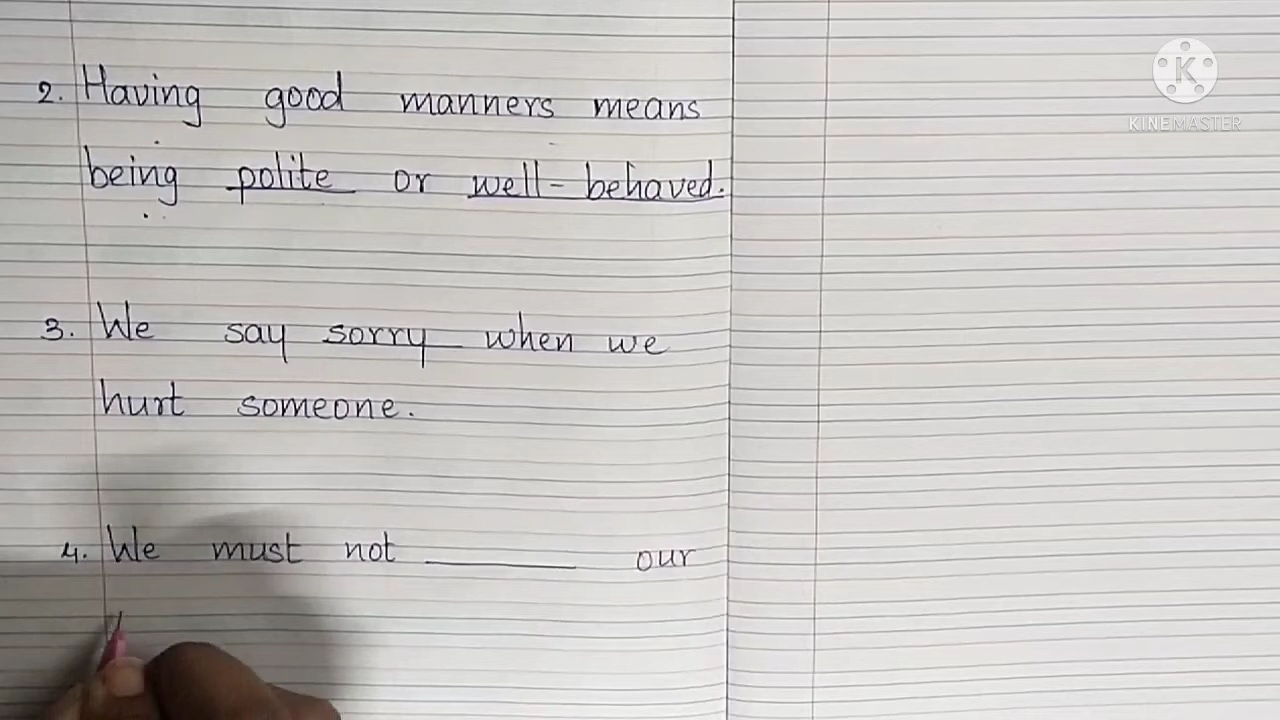 2. Having good manners means
being polite or well-behaved.
3. We say sorry when we
hurt someone.
4. We must not ________ our
K
KINEMASTER